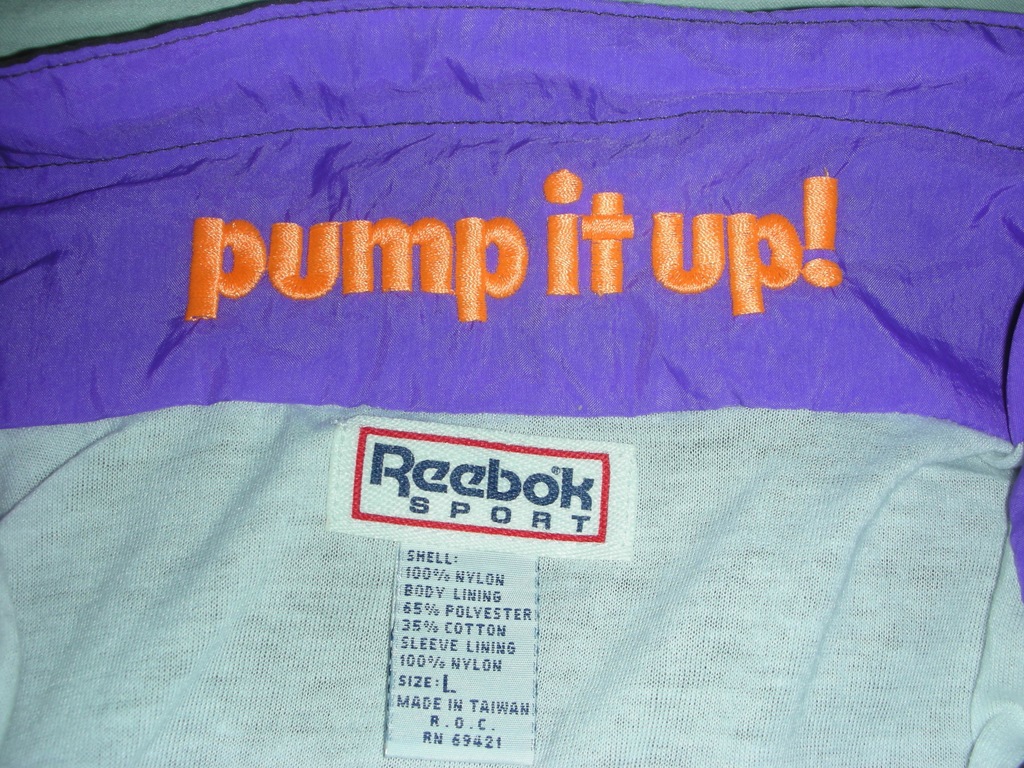 pump it up!
Reebok®
SPORT
SHELL:
100% NYLON
BODY LINING
65% POLYESTER
35% COTTON
SLEEVE LINING
100% NYLON
SIZE: L
MADE IN TAIWAN
R.O.C.
RN 69421